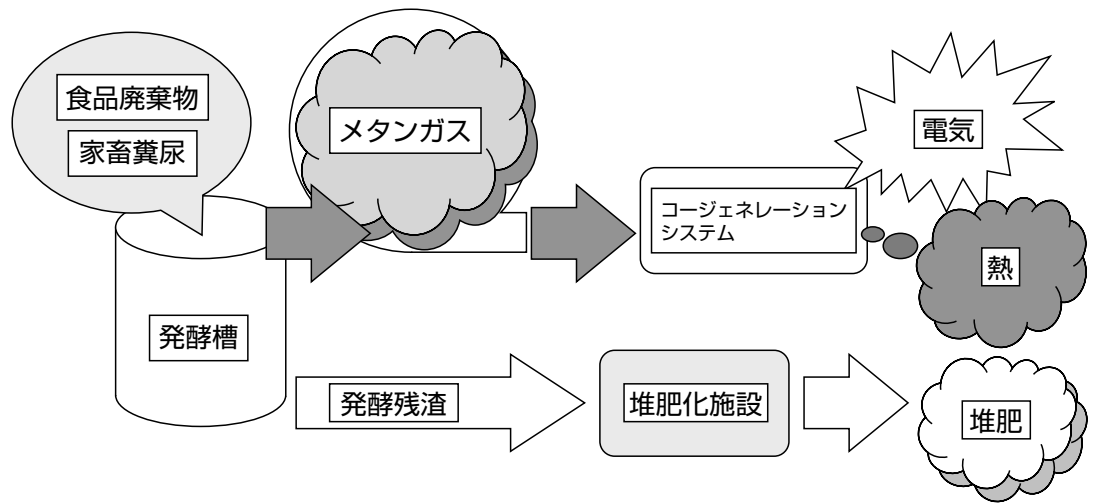 食品廃棄物
家畜糞尿
メタンガス
電気
コージェネレーション
システム
熱
発酵槽
発酵残渣
堆肥化施設
堆肥